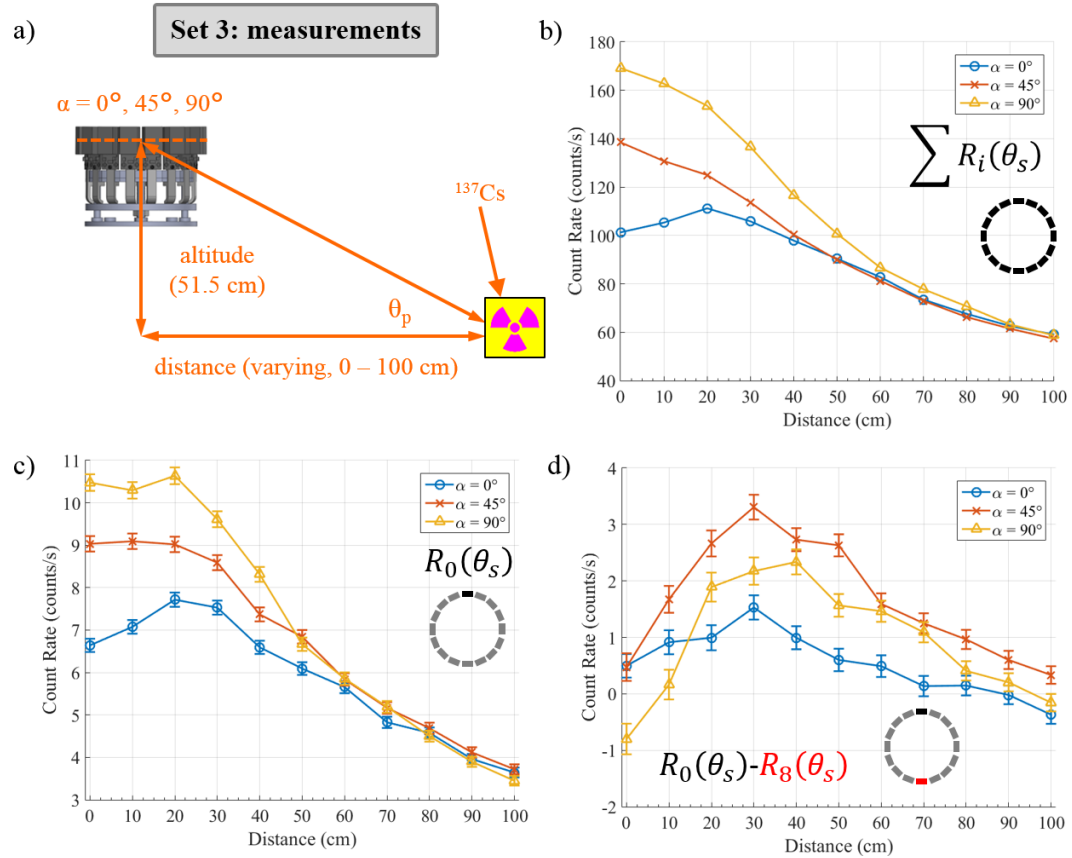 a)
Set 3: measurements
α = 0°, 45°, 90°
¹³⁷Cs
altitude
(51.5 cm)
θₚ
distance (varying, 0 – 100 cm)
b)
180
160
140
120
100
80
60
40
Count Rate (counts/s)
α = 0°
α = 45°
α = 90°
∑ Rᵢ(θₛ)
0 10 20 30 40 50 60 70 80 90 100
Distance (cm)
c)
11
10
9
8
7
6
5
4
3
Count Rate (counts/s)
α = 0°
α = 45°
α = 90°
R₀(θₛ)
0 10 20 30 40 50 60 70 80 90 100
Distance (cm)
d)
4
3
2
1
0
-1
-2
Count Rate (counts/s)
α = 0°
α = 45°
α = 90°
R₀(θₛ)-R₈(θₛ)
0 10 20 30 40 50 60 70 80 90 100
Distance (cm)